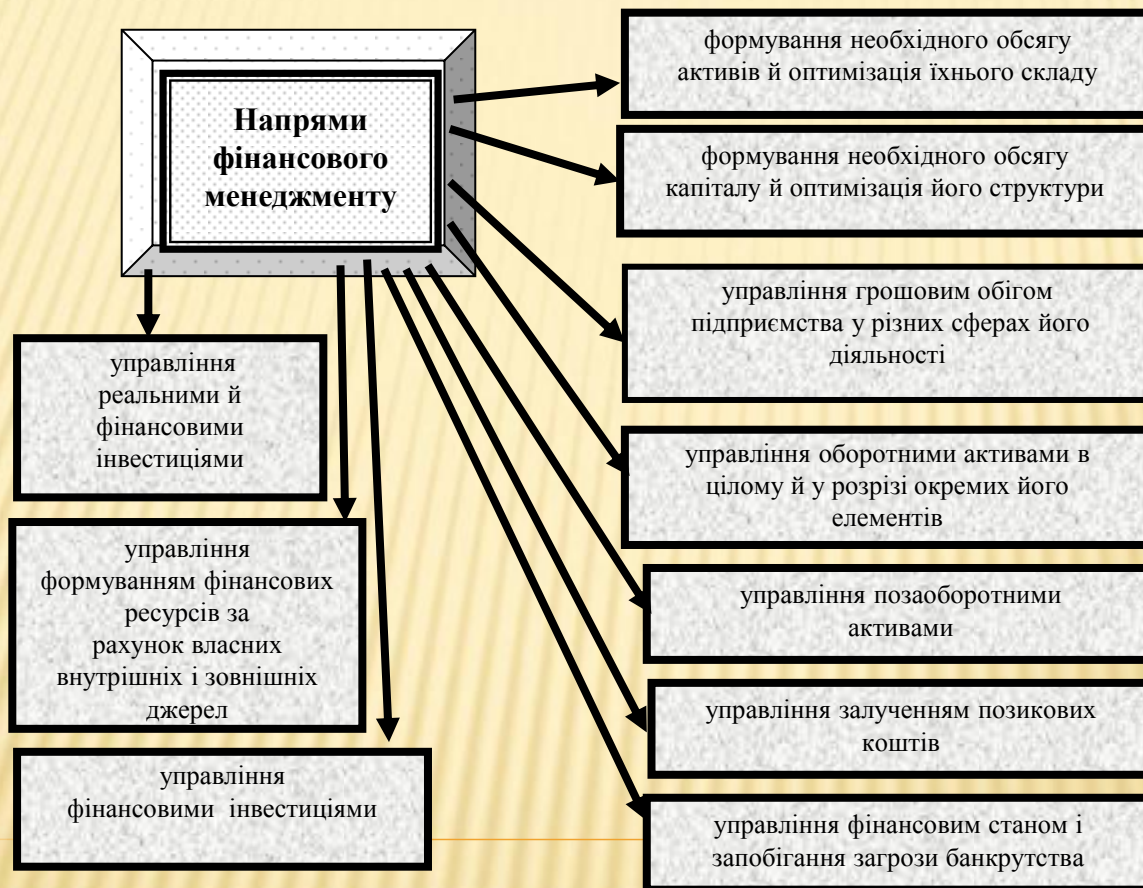 Напрями
фінансового
менеджменту
формування необхідного обсягу
активів й оптимізація їхнього складу
формування необхідного обсягу
капіталу й оптимізація його структури
управління грошовим обігом
підприємства у різних сферах його
діяльності
управління оборотними активами в
цілому й у розрізі окремих його
елементів
управління позаоборотними
активами
управління залученням позикових
коштів
управління фінансовим станом і
запобігання загрози банкрутства
управління
реальними й
фінансовими
інвестиціями
управління
формуванням фінансових
ресурсів за
рахунок власних
внутрішніх і зовнішніх
джерел
управління
фінансовими інвестиціями